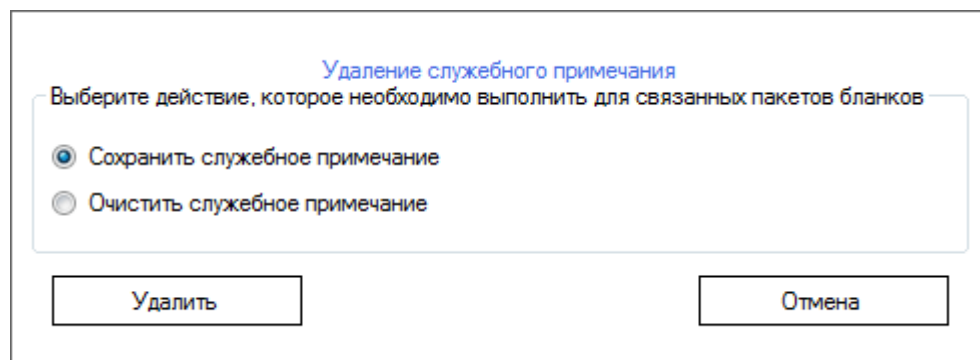 Удаление служебного примечания
Выберите действие, которое необходимо выполнить для связанных пакетов бланков
Сохранить служебное примечание
Очистить служебное примечание
Удалить
Отмена